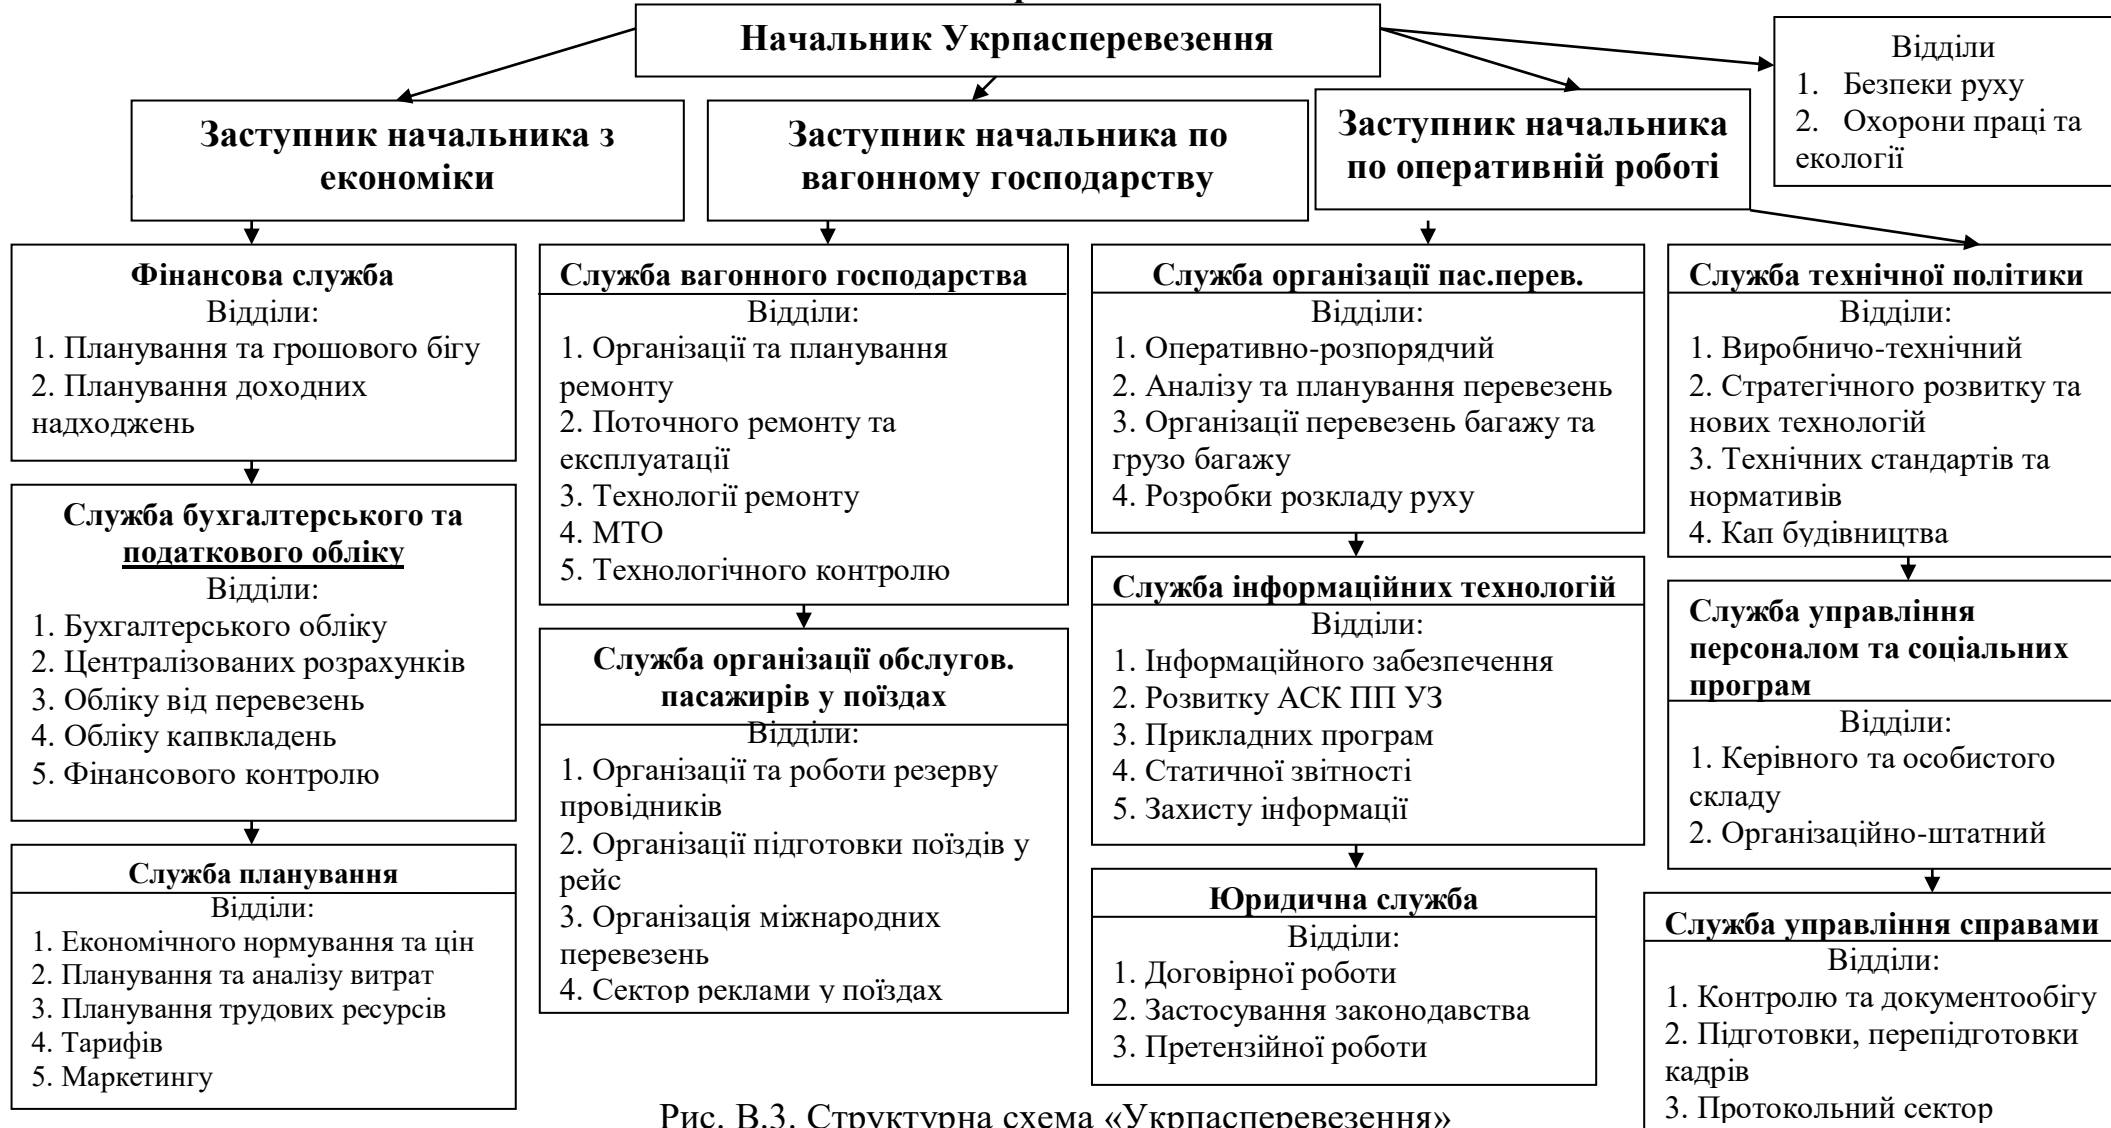 Начальник Укрпасперевезення
Відділи
1. Безпеки руху
2. Охорони праці та
екології
Заступник начальника з
економіки
Заступник начальника по
вагонному господарству
Заступник начальника
по оперативній роботі
Фінансова служба
Відділи:
1. Планування та грошового бігу
2. Планування доходних
надходжень
Служба бухгалтерського та
податкового обліку
Відділи:
1. Бухгалтерського обліку
2. Централізованих розрахунків
3. Обліку від перевезень
4. Обліку капвкладень
5. Фінансового контролю
Служба планування
Відділи:
1. Економічного нормування та цін
2. Планування та аналізу витрат
3. Планування трудових ресурсів
4. Тарифів
5. Маркетингу
Служба вагонного господарства
Відділи:
1. Організації та планування
ремонту
2. Поточного ремонту та
експлуатації
3. Технології ремонту
4. МТО
5. Технологічного контролю
Служба організації обслугов.
пасажирів у поїздах
Відділи:
1. Організації та роботи резерву
провідників
2. Організації підготовки поїздів у
рейс
3. Організація міжнародних
перевезень
4. Сектор реклами у поїздах
Служба організації пас.перев.
Відділи:
1. Оперативно-розпорядчий
2. Аналізу та планування перевезень
3. Організації перевезень багажу та
грузо багажу
4. Розробки розкладу руху
Служба інформаційних технологій
Відділи:
1. Інформаційного забезпечення
2. Розвитку АСК ПП УЗ
3. Прикладних програм
4. Статичної звітності
5. Захисту інформації
Юридична служба
Відділи:
1. Договірної роботи
2. Застосування законодавства
3. Претензійної роботи
Служба технічної політики
Відділи:
1. Виробничо-технічний
2. Стратегічного розвитку та
нових технологій
3. Технічних стандартів та
нормативів
4. Кап будівництва
Служба управління
персоналом та соціальних
програм
Відділи:
1. Керівного та особистого
складу
2. Організаційно-штатний
Служба управління справами
Відділи:
1. Контролю та документообігу
2. Підготовки, перепідготовки
кадрів
3. Протокольний сектор
Рис. В.3. Структурна схема «Укрпасперевезення»